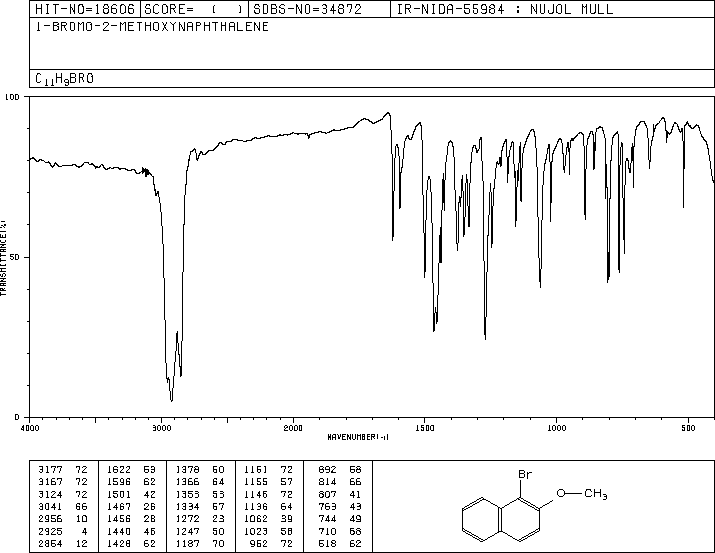 HIT-NO=18606 SCORE= ( ) SDBS-NO=34872 IR-NIDA-55984 : NUJOL MULL
1-BROMO-2-METHOXYNAPHTHALENE
C11H9BRO
100
50
0
TRANSMITTANCE(%)
4000 3000 2000 1500 1000 500
WAVENUMBER(-1)
3177 72 1622 53 1378 50 1161 72 892 58
3167 72 1596 62 1366 64 1155 57 814 66
3124 72 1501 42 1353 53 1146 72 807 41
3041 66 1467 26 1334 57 1136 64 763 43
2956 10 1456 28 1272 23 1062 39 744 49
2925 4 1440 46 1247 50 1023 58 710 58
2854 12 1428 62 1187 70 952 72 518 62
Br
O CH3